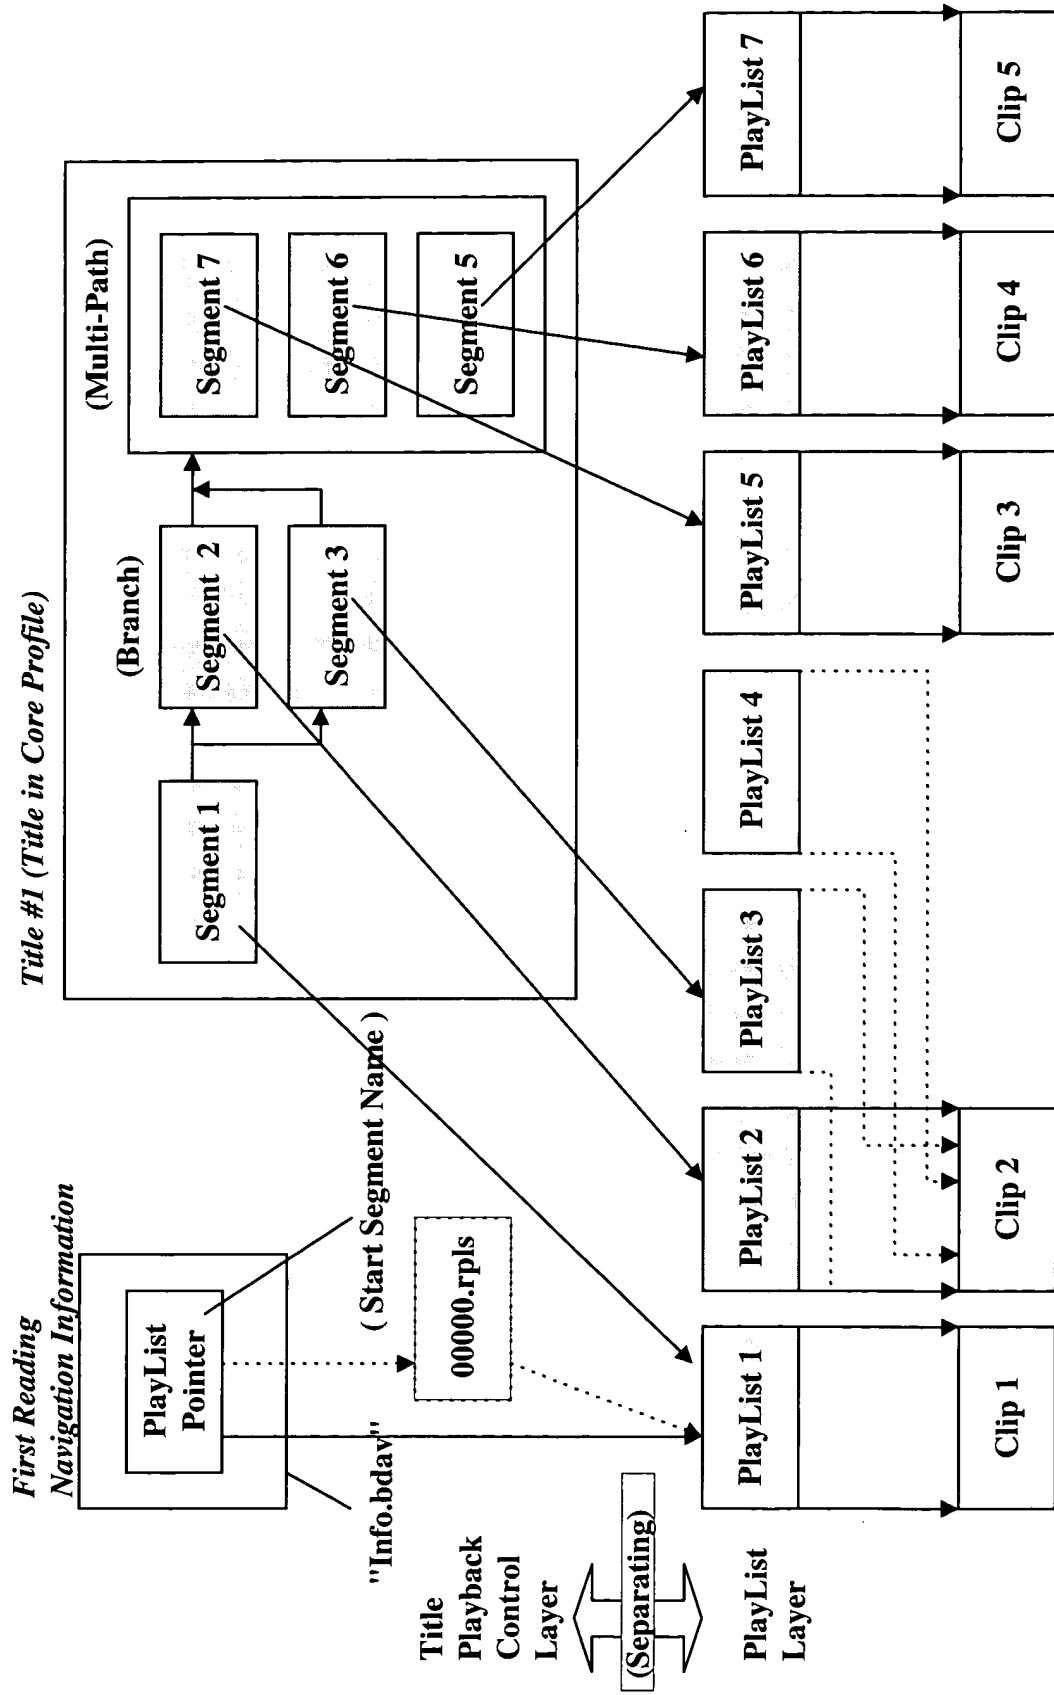 First Reading
Navigation Information
PlayList
Pointer
"Info.bdav"
( Start Segment Name )
00000.rpls
Title #1 (Title in Core Profile)
Segment 1
(Branch)
Segment 2
Segment 3
(Multi-Path)
Segment 7
Segment 6
Segment 5
Title
Playback
Control
Layer
(Separating)
PlayList
Layer
PlayList 1
PlayList 2
PlayList 3
PlayList 4
PlayList 5
PlayList 6
PlayList 7
Clip 1
Clip 2
Clip 3
Clip 4
Clip 5